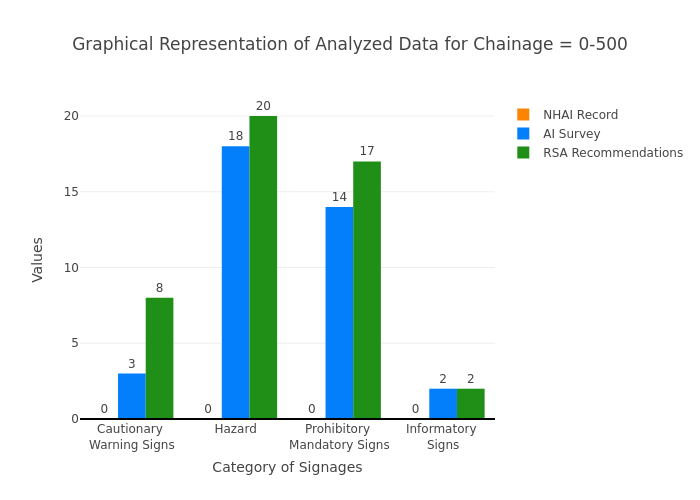 Graphical Representation of Analyzed Data for Chainage = 0-500
NHAI Record
AI Survey
RSA Recommendations
Values
20
15
10
5
0
0 3 8
0 18 20
0 14 17
0 2 2
Cautionary
Warning Signs
Hazard
Prohibitory
Mandatory Signs
Informatory
Signs
Category of Signages